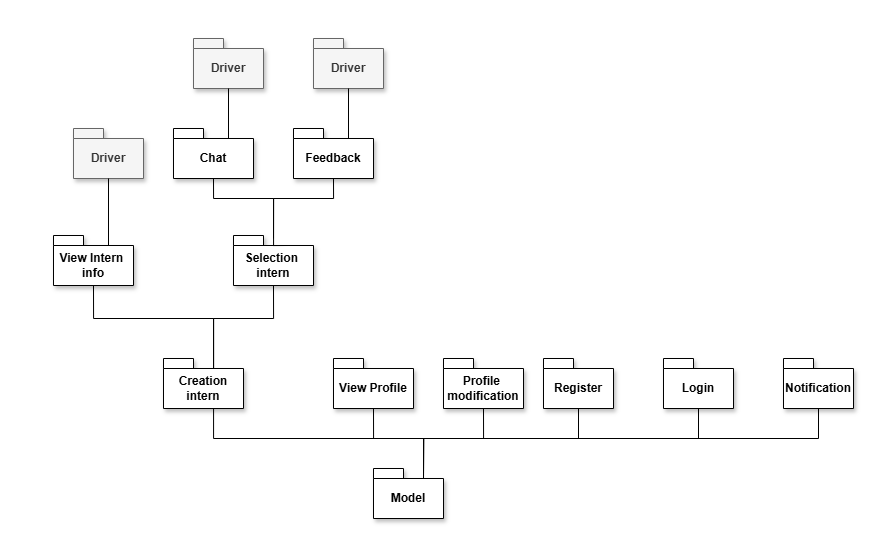 Driver
Driver
Driver
Chat
Feedback
View Intern
info
Selection
intern
Creation
intern
View Profile
Profile
modification
Register
Login
Notification
Model